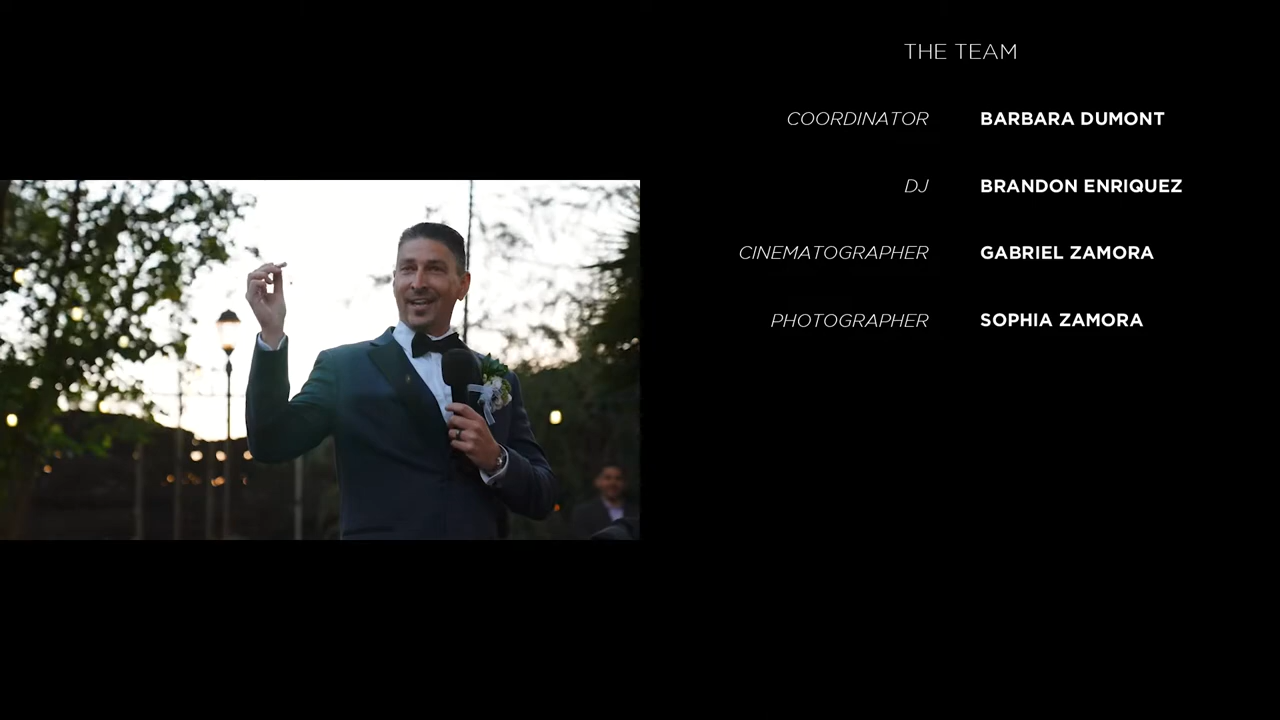 THE TEAM
COORDINATOR BARBARA DUMONT
DJ BRANDON ENRIQUEZ
CINEMATOGRAPHER GABRIEL ZAMORA
PHOTOGRAPHER SOPHIA ZAMORA